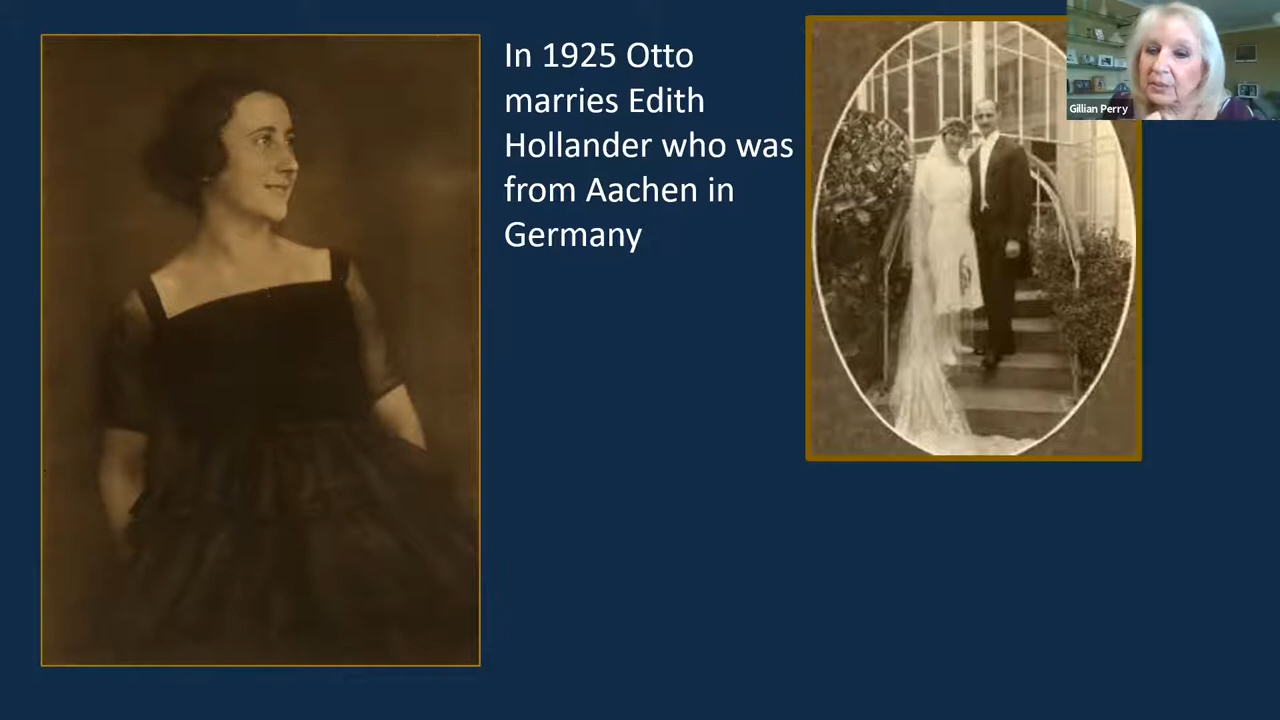 In 1925 Otto
marries Edith
Hollander who was
from Aachen in
Germany
Gillian Perry